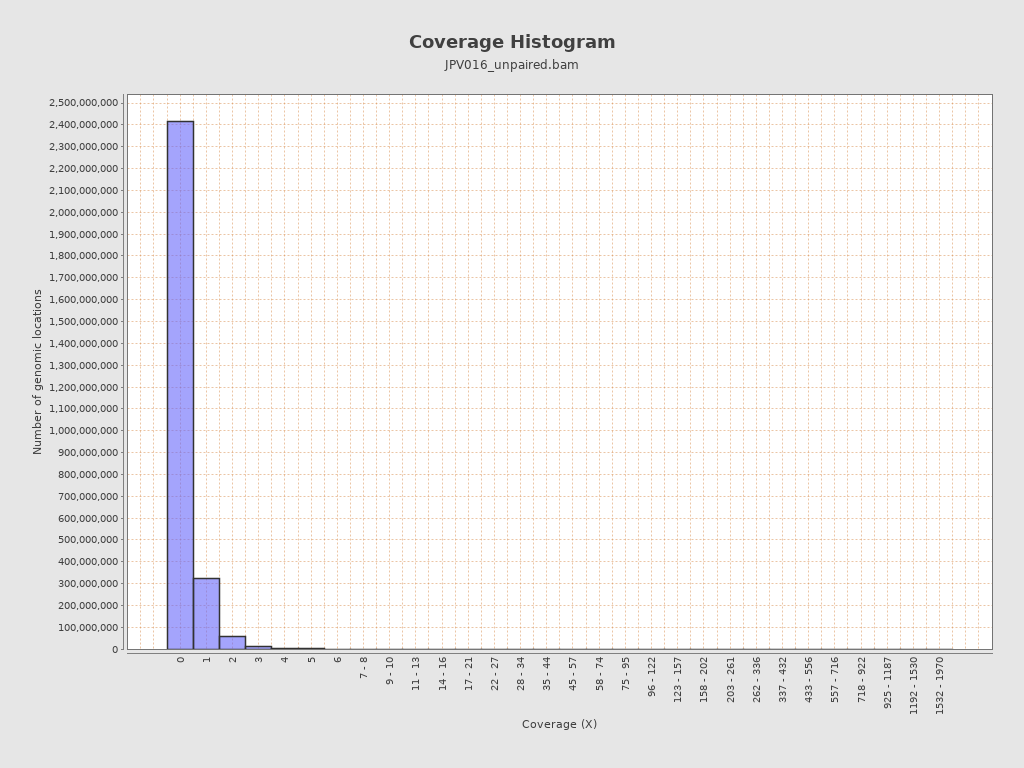 Coverage Histogram
JPV016_unpaired.bam
Number of genomic locations
2,500,000,000
2,400,000,000
2,300,000,000
2,200,000,000
2,100,000,000
2,000,000,000
1,900,000,000
1,800,000,000
1,700,000,000
1,600,000,000
1,500,000,000
1,400,000,000
1,300,000,000
1,200,000,000
1,100,000,000
1,000,000,000
900,000,000
800,000,000
700,000,000
600,000,000
500,000,000
400,000,000
300,000,000
200,000,000
100,000,000
0
0
1
2
3
4
5
6
7 - 8
9 - 10
11 - 13
14 - 16
17 - 21
22 - 27
28 - 34
35 - 44
45 - 57
58 - 74
75 - 95
96 - 122
123 - 157
158 - 202
203 - 261
262 - 336
337 - 432
433 - 556
557 - 716
718 - 922
925 - 1187
1192 - 1530
1532 - 1970
Coverage (X)